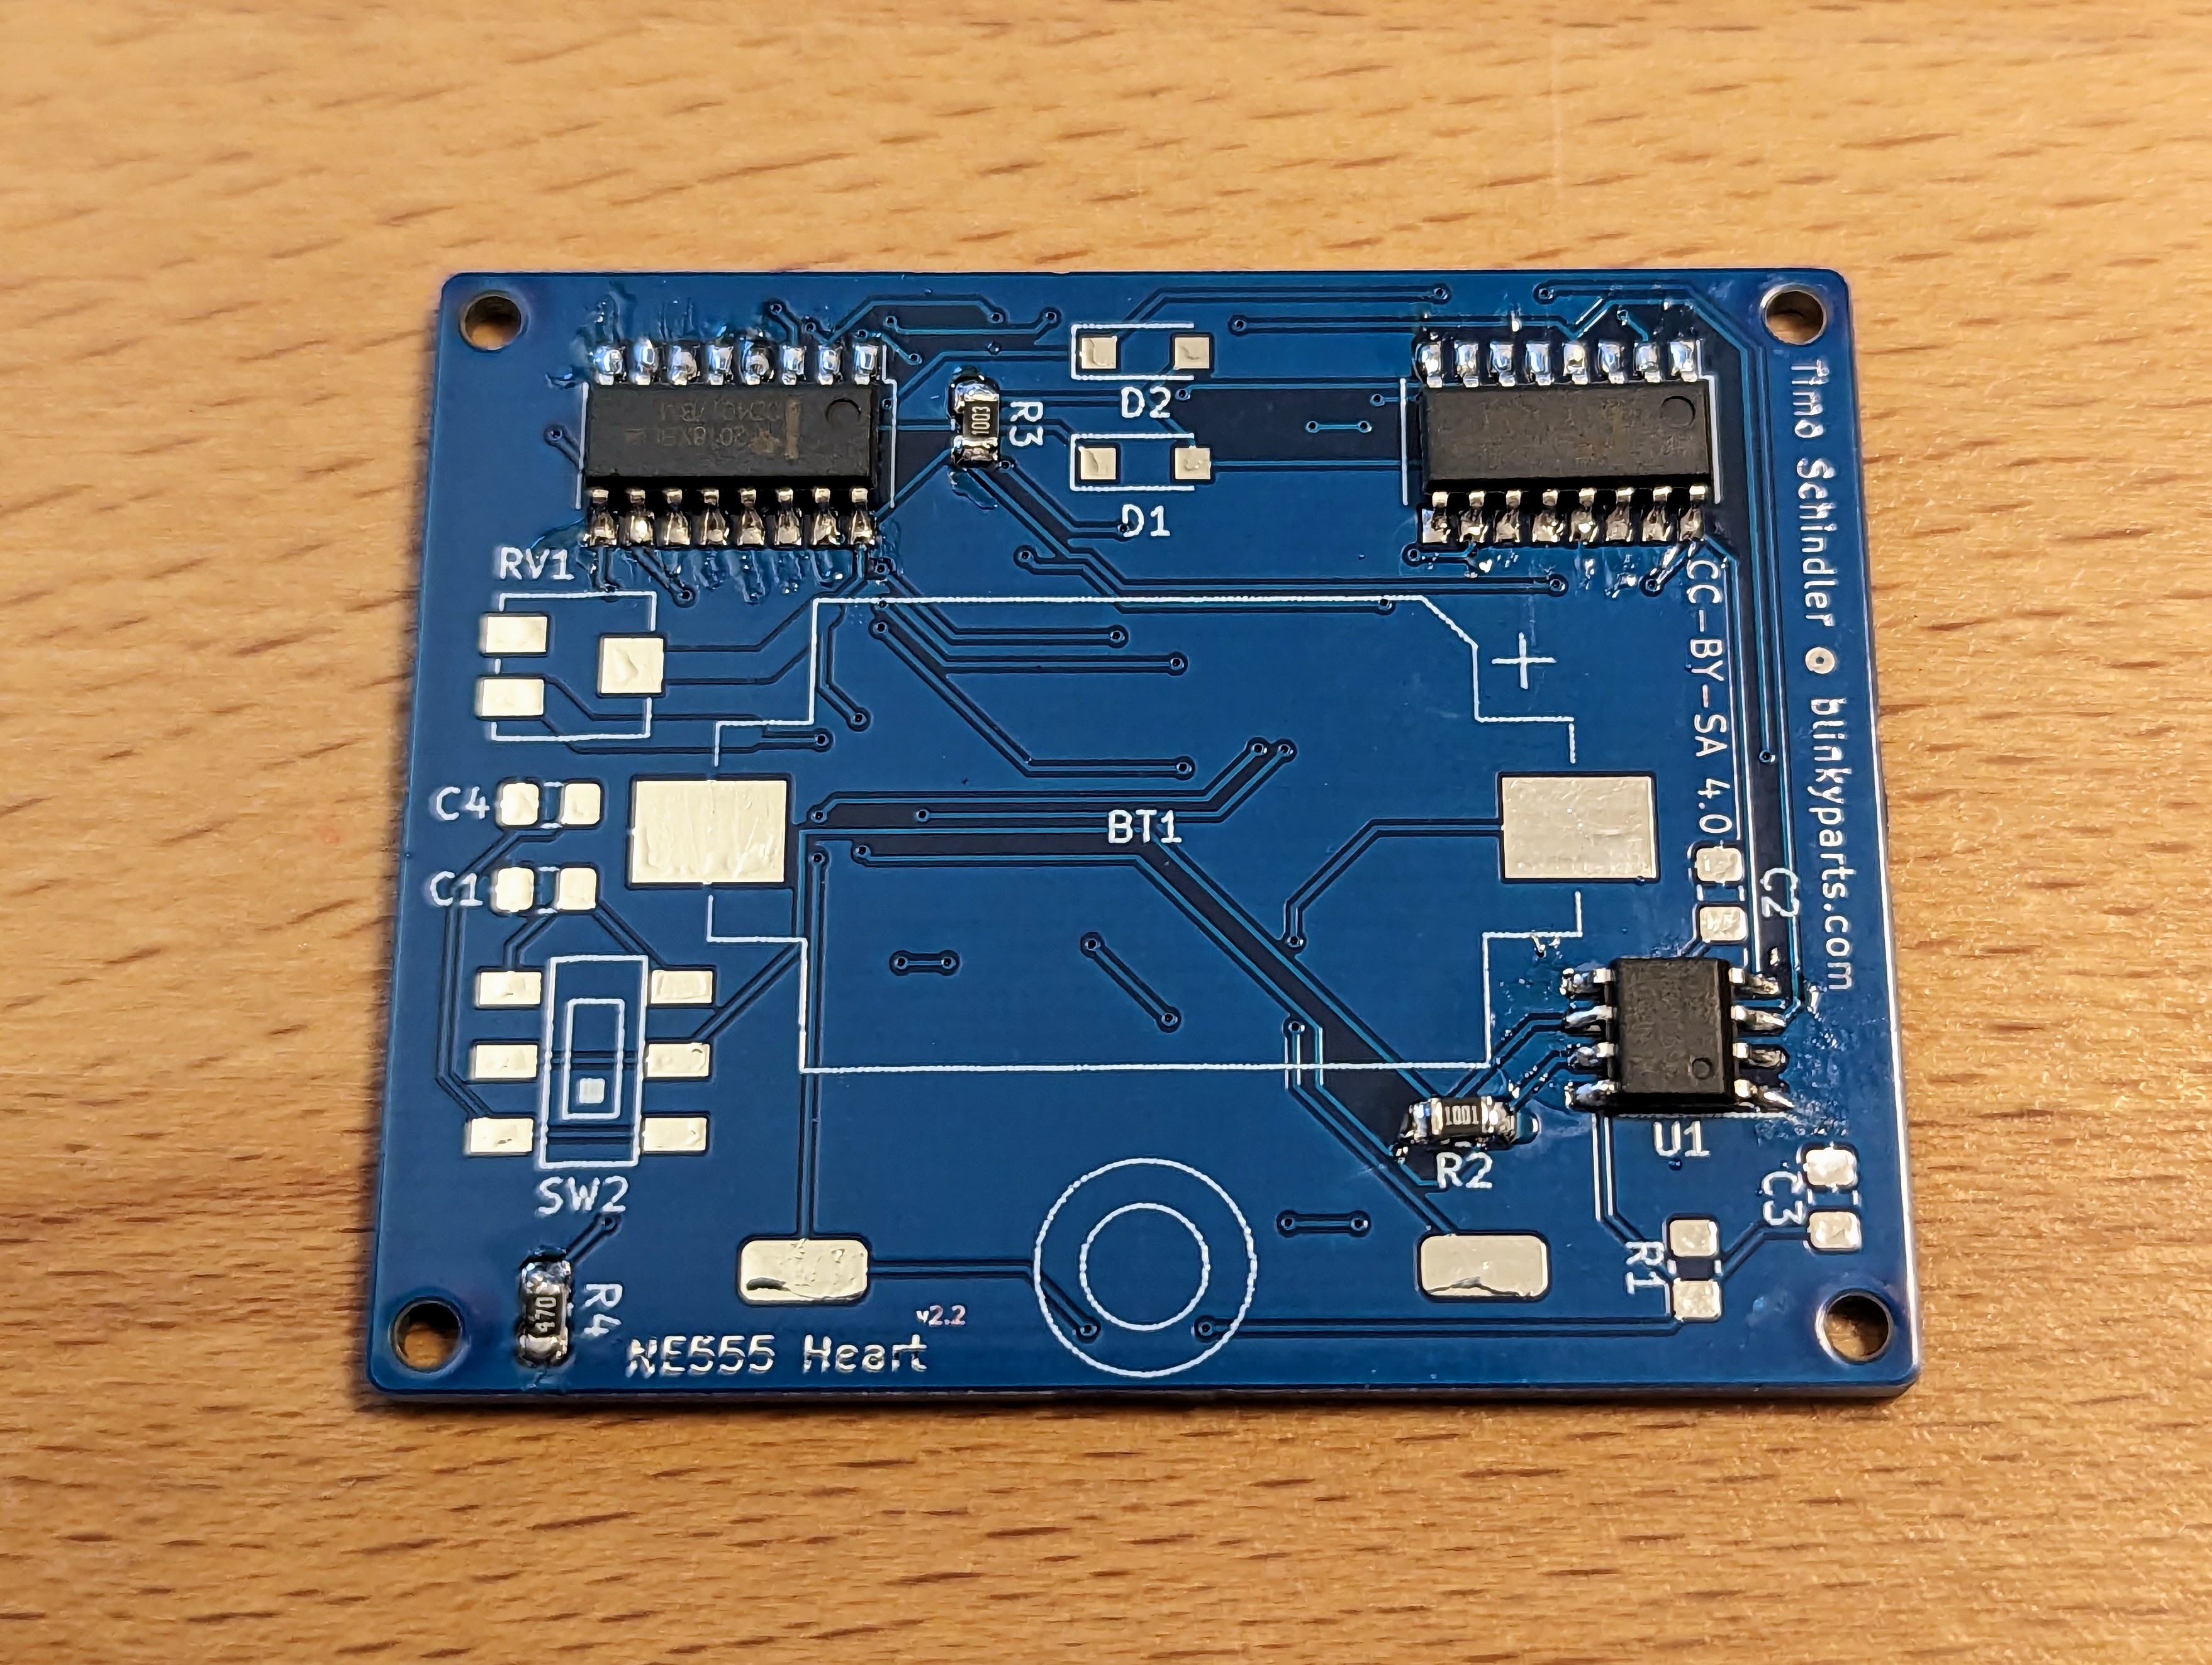 D2
R3
1003
D1
RV1
Timo Schindler blinkyparts.com
CC-BY-SA 4.0
+
C4
BT1
C1
C2
1001
R2
U1
SW2
C3
R1
R4
470
v2.2
NE555 Heart